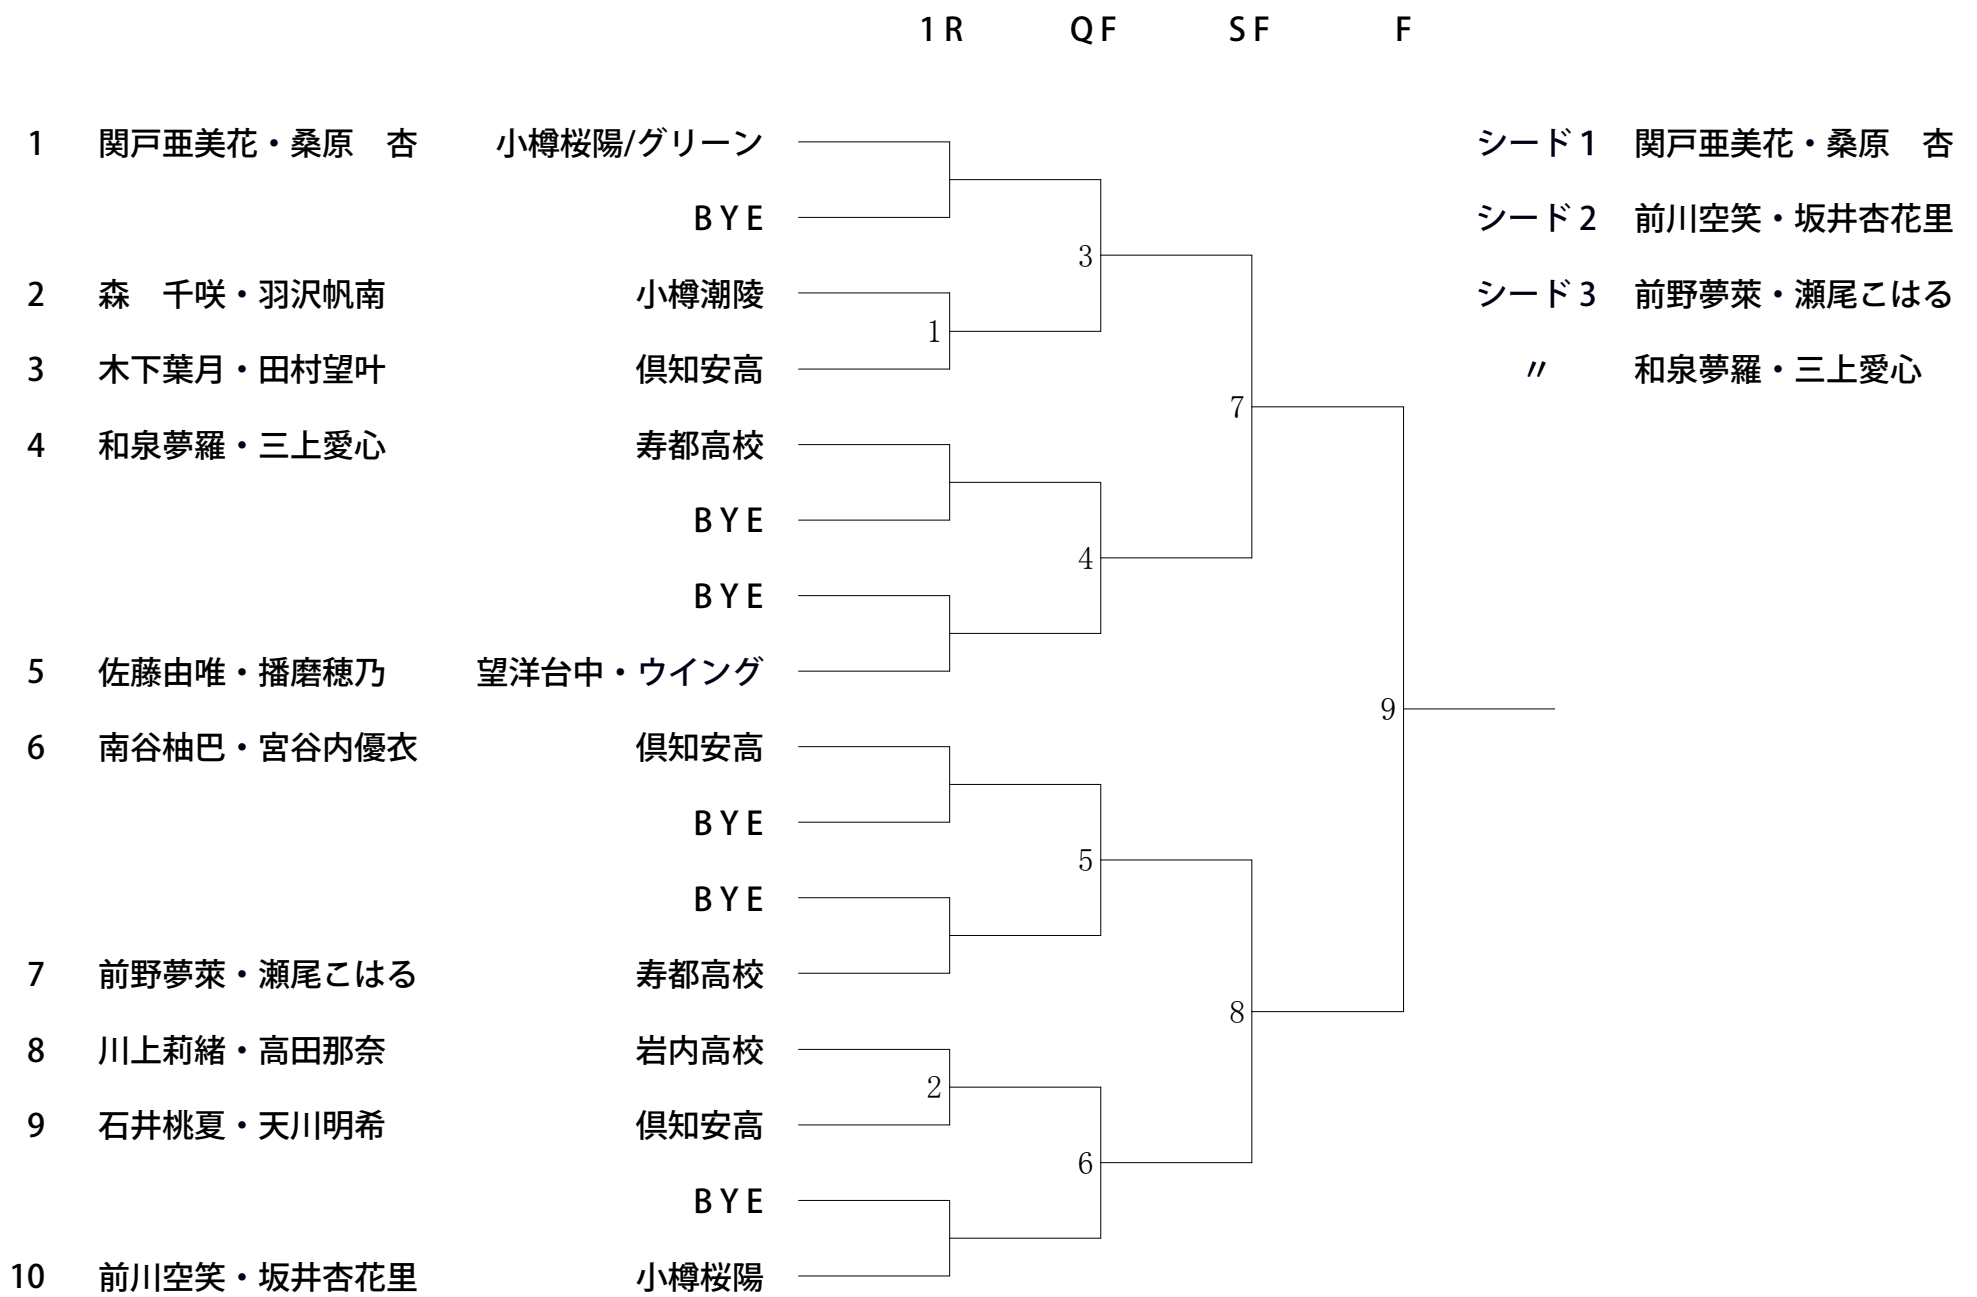 1R QF SF F
1 関戸亜美花・桑原　杏 小樽桜陽/グリーン シード1 関戸亜美花・桑原　杏
BYE シード2 前川空笑・坂井杏花里
3
2 森　千咲・羽沢帆南 小樽潮陵 シード3 前野夢萊・瀬尾こはる
1
3 木下葉月・田村望叶 倶知安高 〃 和泉夢羅・三上愛心
7
4 和泉夢羅・三上愛心 寿都高校
BYE
4
BYE
5 佐藤由唯・播磨穂乃 望洋台中・ウイング
9
6 南谷柚巴・宮谷内優衣 倶知安高
BYE
5
BYE
7 前野夢萊・瀬尾こはる 寿都高校
8
8 川上莉緒・高田那奈 岩内高校
2
9 石井桃夏・天川明希 倶知安高
6
BYE
10 前川空笑・坂井杏花里 小樽桜陽